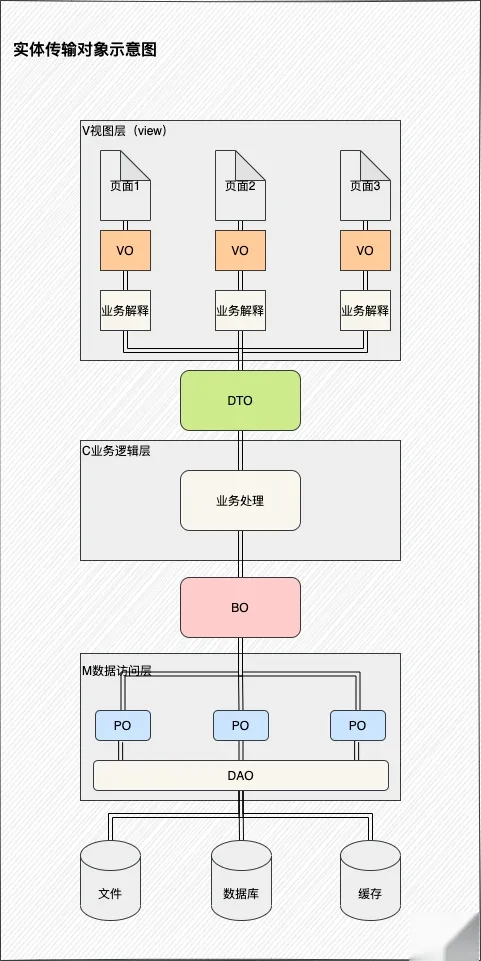 实体传输对象示意图
V视图层（view）
页面1
页面2
页面3
VO
VO
VO
业务解释
业务解释
业务解释
DTO
C业务逻辑层
业务处理
BO
M数据访问层
PO
PO
PO
DAO
文件
数据库
缓存